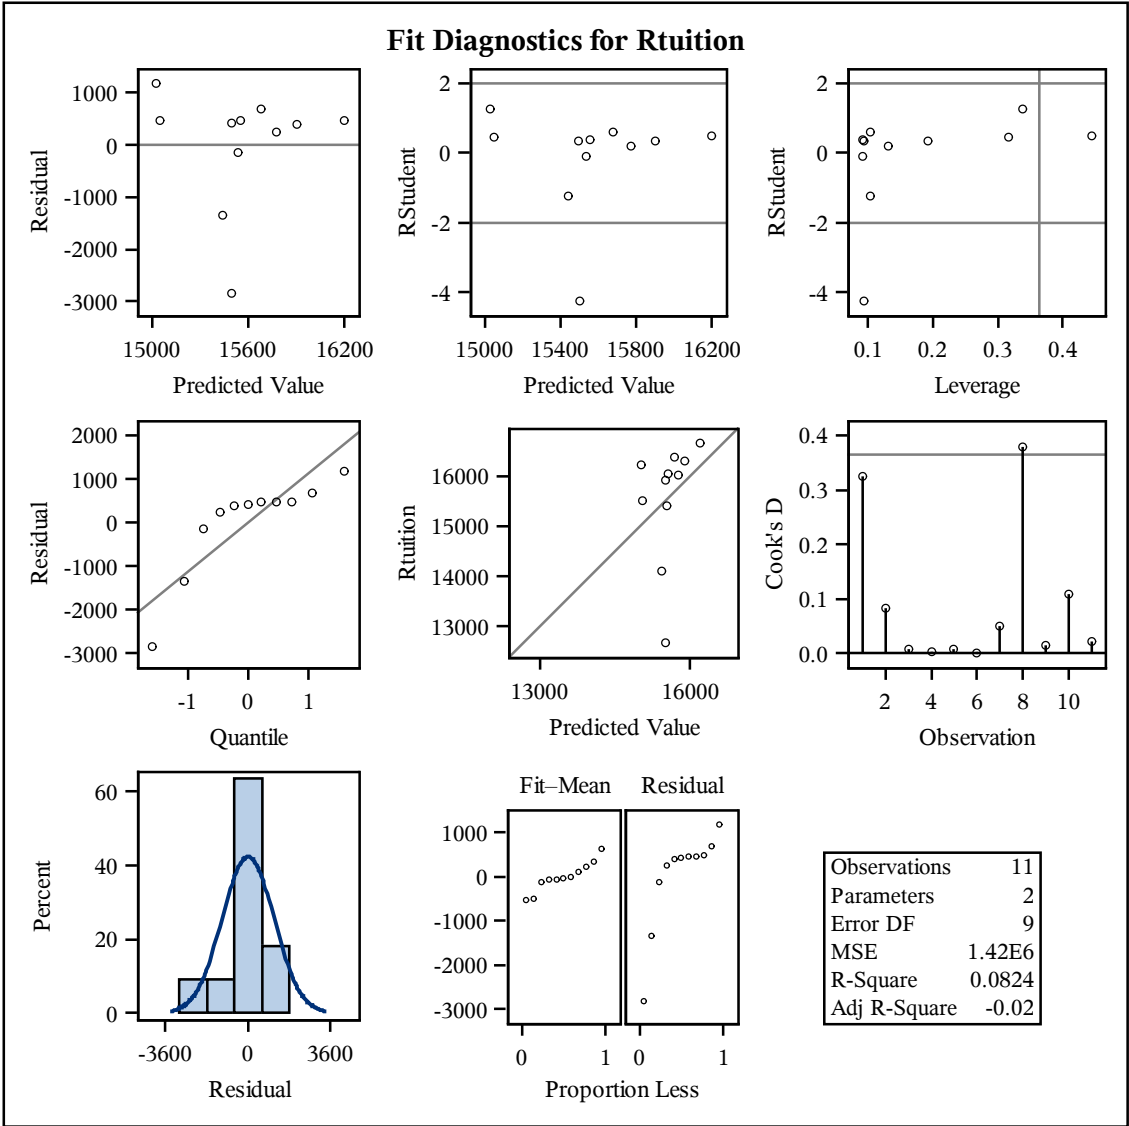 Fit Diagnostics for Rtuition
1000
0
-1000
-2000
-3000
Residual
15000 15600 16200
Predicted Value
2
0
-2
-4
RStudent
15000 15400 15800 16200
Predicted Value
2
0
-2
-4
RStudent
0.1 0.2 0.3 0.4
Leverage
2000
1000
0
-1000
-2000
-3000
Residual
-1 0 1
Quantile
16000
15000
14000
13000
Rtuition
13000 16000
Predicted Value
0.4
0.3
0.2
0.1
0.0
Cook's D
2 4 6 8 10
Observation
60
40
20
0
Percent
-3600 0 3600
Residual
Fit–Mean Residual
1000
0
-1000
-2000
-3000
0 1 0 1
Proportion Less
Observations 11
Parameters 2
Error DF 9
MSE 1.42E6
R-Square 0.0824
Adj R-Square -0.02